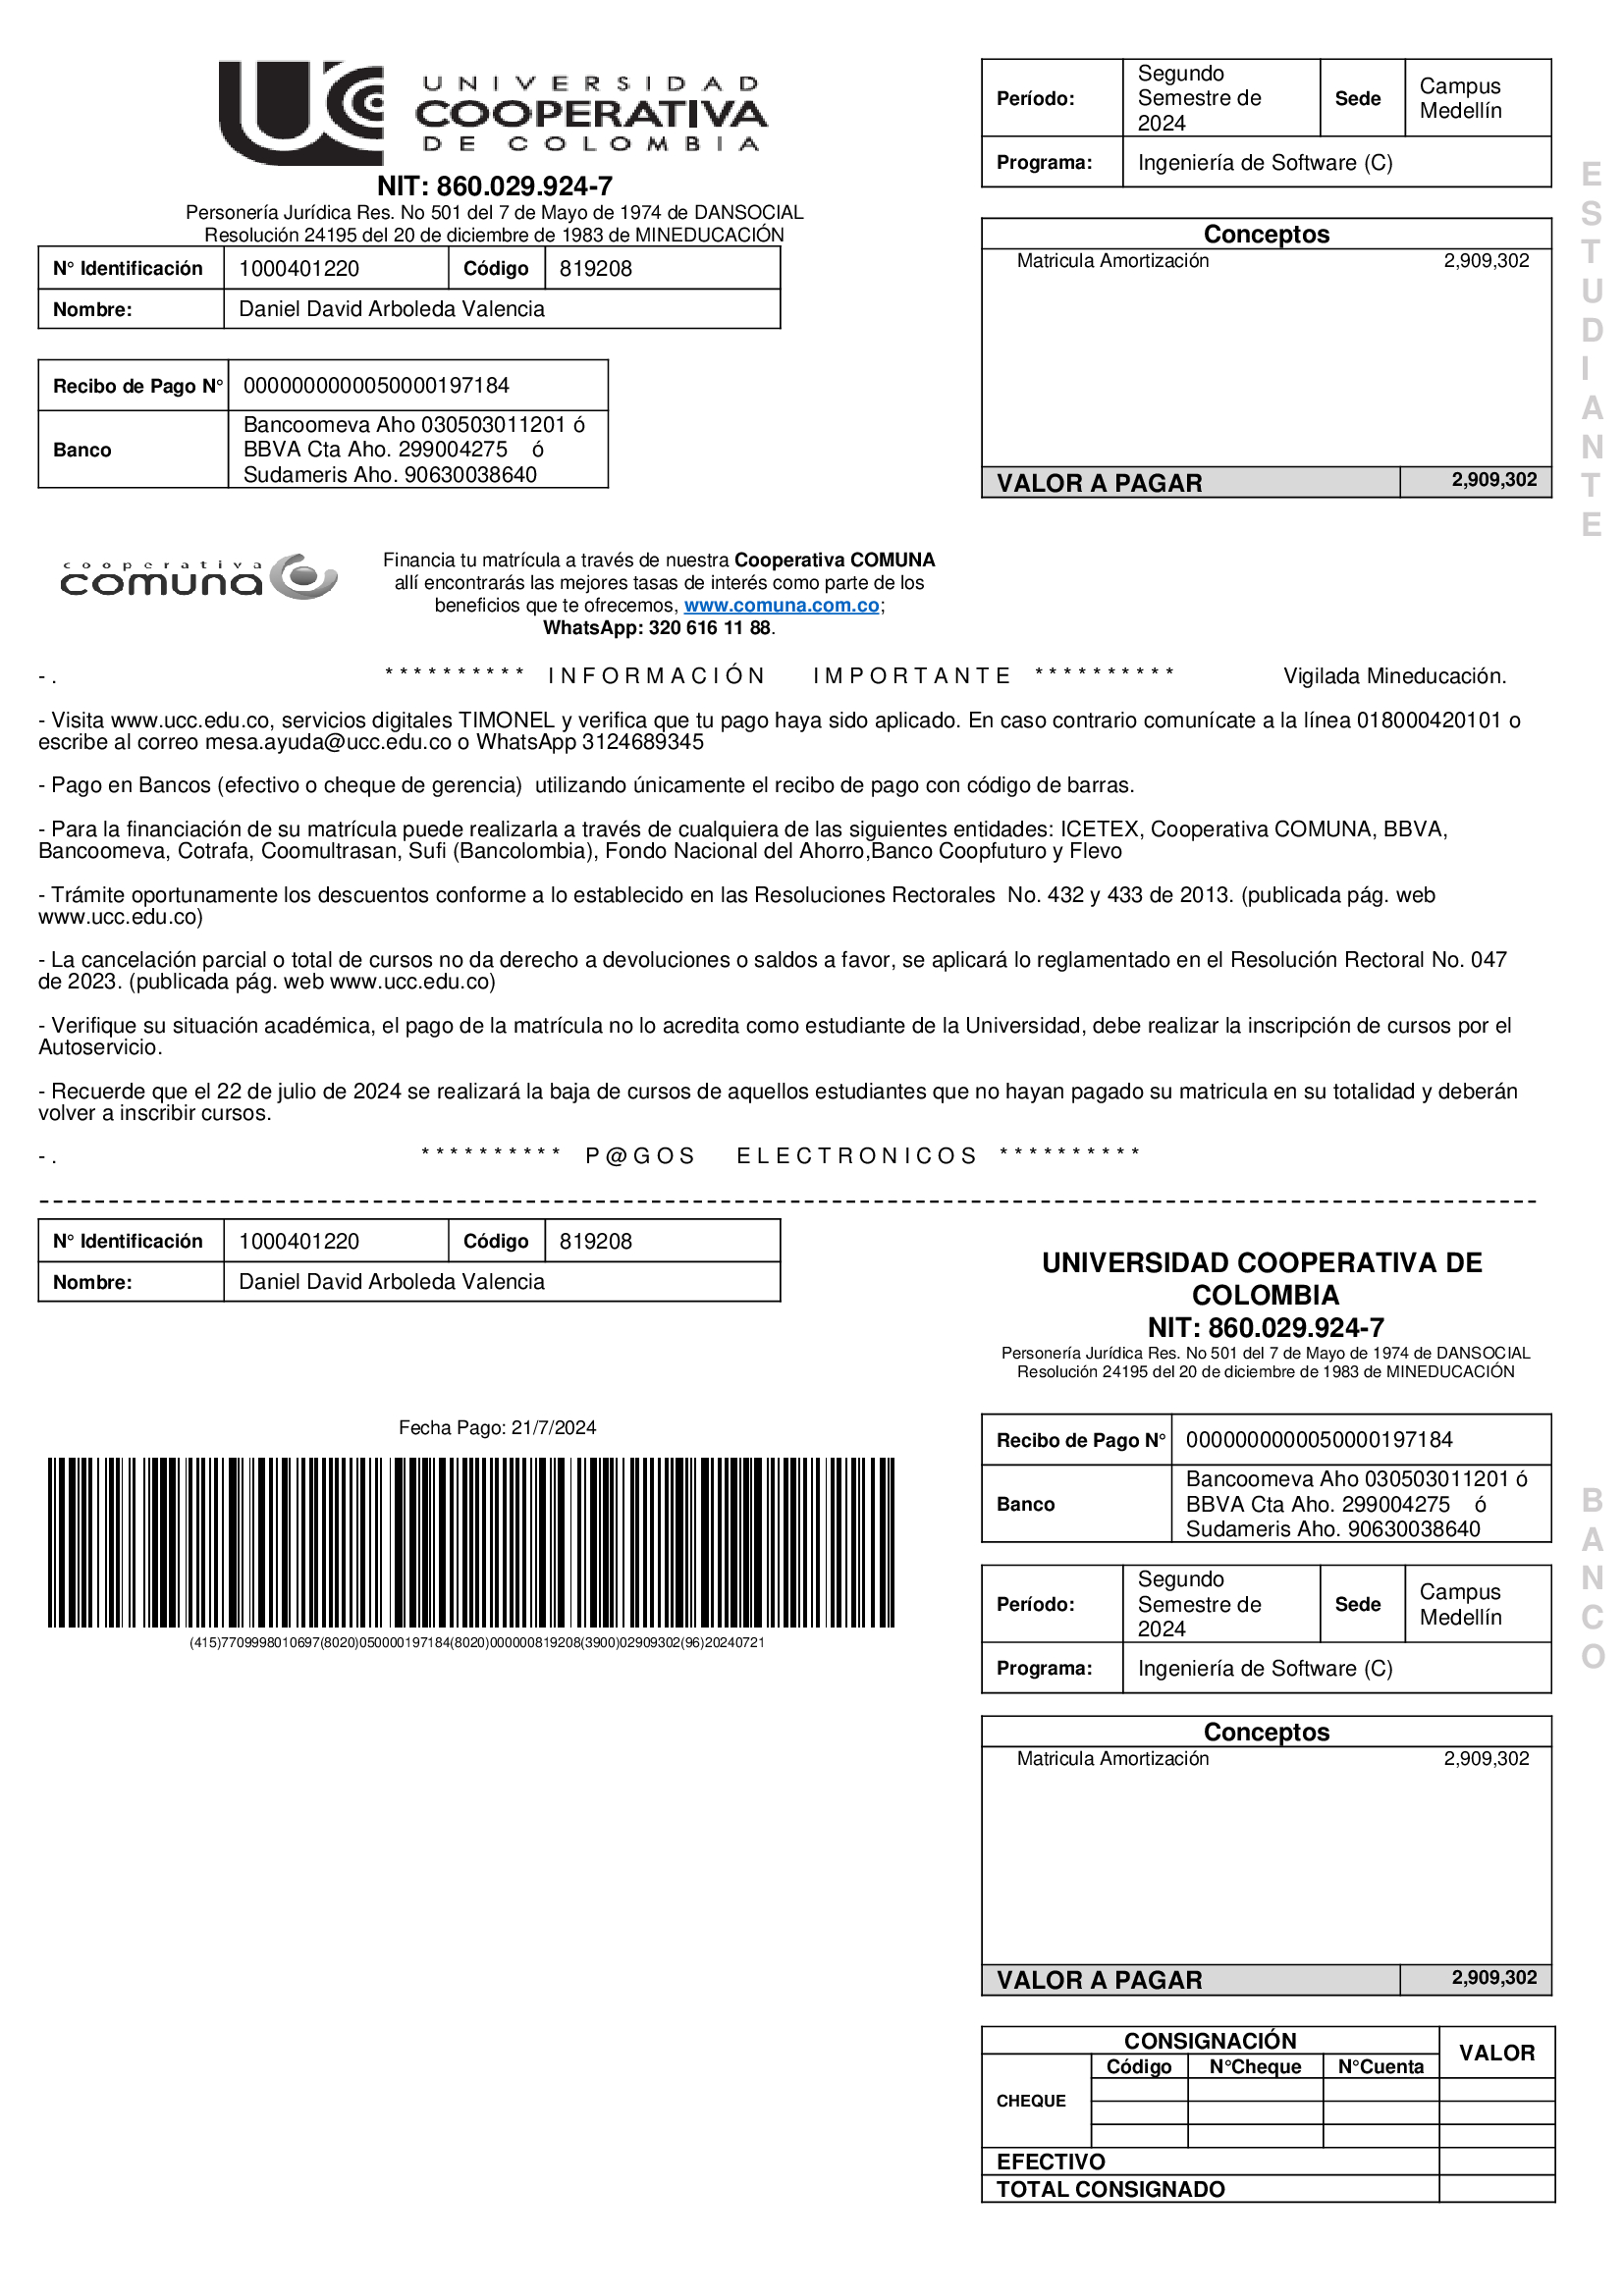 UNIVERSIDAD
COOPERATIVA
DE COLOMBIA
NIT: 860.029.924-7
Personería Jurídica Res. No 501 del 7 de Mayo de 1974 de DANSOCIAL
Resolución 24195 del 20 de diciembre de 1983 de MINEDUCACIÓN
N° Identificación 1000401220 Código 819208
Nombre: Daniel David Arboleda Valencia
Recibo de Pago N° 0000000000050000197184
Banco
Bancoomeva Aho 030503011201 ó
BBVA Cta Aho. 299004275 ó
Sudameris Aho. 90630038640
Período:
Segundo
Semestre de
2024
Sede
Campus
Medellín
Programa: Ingeniería de Software (C)
Conceptos
Matricula Amortización 2,909,302
VALOR A PAGAR 2,909,302
ESTUDIANTE
cooperativa
comuna
Financia tu matrícula a través de nuestra Cooperativa COMUNA
allí encontrarás las mejores tasas de interés como parte de los
beneficios que te ofrecemos, www.comuna.com.co;
WhatsApp: 320 616 11 88.
- . * * * * * * * * * * I N F O R M A C I Ó N I M P O R T A N T E * * * * * * * * * * Vigilada Mineducación.
- Visita www.ucc.edu.co, servicios digitales TIMONEL y verifica que tu pago haya sido aplicado. En caso contrario comunícate a la línea 018000420101 o
escribe al correo mesa.ayuda@ucc.edu.co o WhatsApp 3124689345
- Pago en Bancos (efectivo o cheque de gerencia) utilizando únicamente el recibo de pago con código de barras.
- Para la financiación de su matrícula puede realizarla a través de cualquiera de las siguientes entidades: ICETEX, Cooperativa COMUNA, BBVA,
Bancoomeva, Cotrafa, Coomultrasan, Sufi (Bancolombia), Fondo Nacional del Ahorro,Banco Coopfuturo y Flevo
- Trámite oportunamente los descuentos conforme a lo establecido en las Resoluciones Rectorales No. 432 y 433 de 2013. (publicada pág. web
www.ucc.edu.co)
- La cancelación parcial o total de cursos no da derecho a devoluciones o saldos a favor, se aplicará lo reglamentado en el Resolución Rectoral No. 047
de 2023. (publicada pág. web www.ucc.edu.co)
- Verifique su situación académica, el pago de la matrícula no lo acredita como estudiante de la Universidad, debe realizar la inscripción de cursos por el
Autoservicio.
- Recuerde que el 22 de julio de 2024 se realizará la baja de cursos de aquellos estudiantes que no hayan pagado su matricula en su totalidad y deberán
volver a inscribir cursos.
- . * * * * * * * * * * P @ G O S E L E C T R O N I C O S * * * * * * * * * *
N° Identificación 1000401220 Código 819208
Nombre: Daniel David Arboleda Valencia
UNIVERSIDAD COOPERATIVA DE
COLOMBIA
NIT: 860.029.924-7
Personería Jurídica Res. No 501 del 7 de Mayo de 1974 de DANSOCIAL
Resolución 24195 del 20 de diciembre de 1983 de MINEDUCACIÓN
Fecha Pago: 21/7/2024
(415)7709998010697(8020)050000197184(8020)000000819208(3900)02909302(96)20240721
Recibo de Pago N° 0000000000050000197184
Banco
Bancoomeva Aho 030503011201 ó
BBVA Cta Aho. 299004275 ó
Sudameris Aho. 90630038640
Período:
Segundo
Semestre de
2024
Sede
Campus
Medellín
Programa: Ingeniería de Software (C)
BANCO
Conceptos
Matricula Amortización 2,909,302
VALOR A PAGAR 2,909,302
CONSIGNACIÓN VALOR
Código N°Cheque N°Cuenta
CHEQUE
EFECTIVO
TOTAL CONSIGNADO